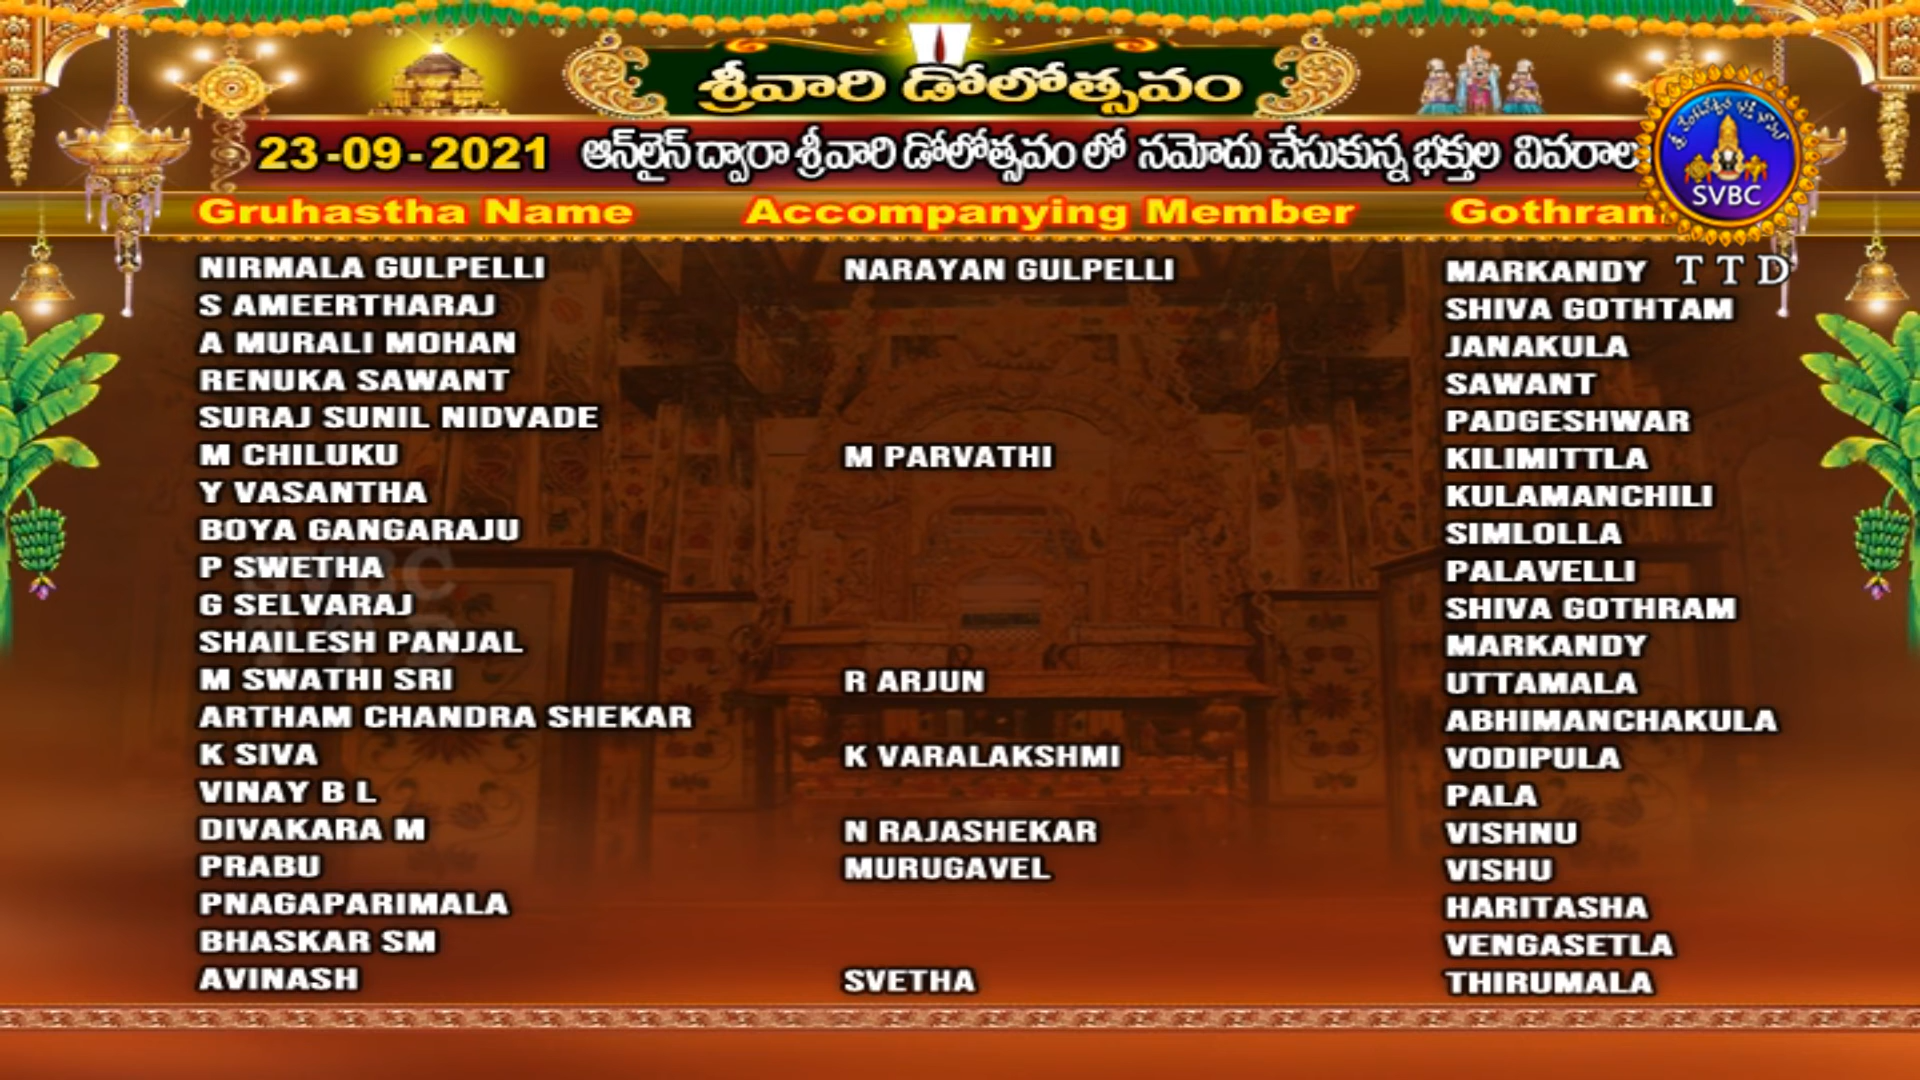 శ్రీవారి డోలోత్సవం
23-09-2021 ఆన్‌లైన్ ద్వారా శ్రీవారి డోలోత్సవం లో నమోదు చేసుకున్న భక్తుల వివరాల
SVBC
TTD
Gruhastha Name Accompanying Member Gothram
NIRMALA GULPELLI NARAYAN GULPELLI MARKANDY
S AMEERTHARAJ SHIVA GOTHTAM
A MURALI MOHAN JANAKULA
RENUKA SAWANT SAWANT
SURAJ SUNIL NIDVADE PADGESHWAR
M CHILUKU M PARVATHI KILIMITTLA
Y VASANTHA KULAMANCHILI
BOYA GANGARAJU SIMLOLLA
P SWETHA PALAVELLI
G SELVARAJ SHIVA GOTHRAM
SHAILESH PANJAL MARKANDY
M SWATHI SRI R ARJUN UTTAMALA
ARTHAM CHANDRA SHEKAR ABHIMANCHAKULA
K SIVA K VARALAKSHMI VODIPULA
VINAY B L PALA
DIVAKARA M N RAJASHEKAR VISHNU
PRABU MURUGAVEL VISHU
PNAGAPARIMALA HARITASHA
BHASKAR SM VENGASETLA
AVINASH SVETHA THIRUMALA